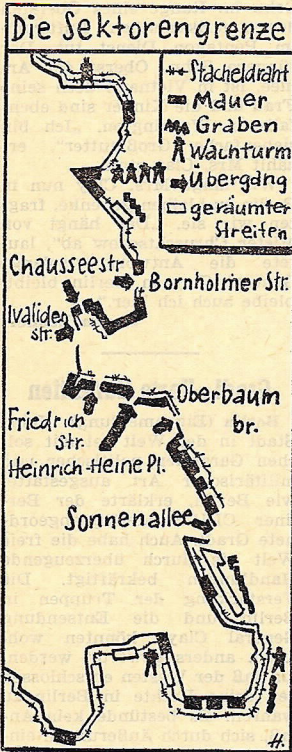 Die Sektorengrenze
Stacheldraht
Mauer
Graben
Wachturm
Übergang
geräumter
Streifen
Chausseestr
Bornholmer Str.
Ivaliden
str.
Friedrich
Str.
Oberbaum
br.
Heinrich-Heine Pl.
Sonnenallee
H.